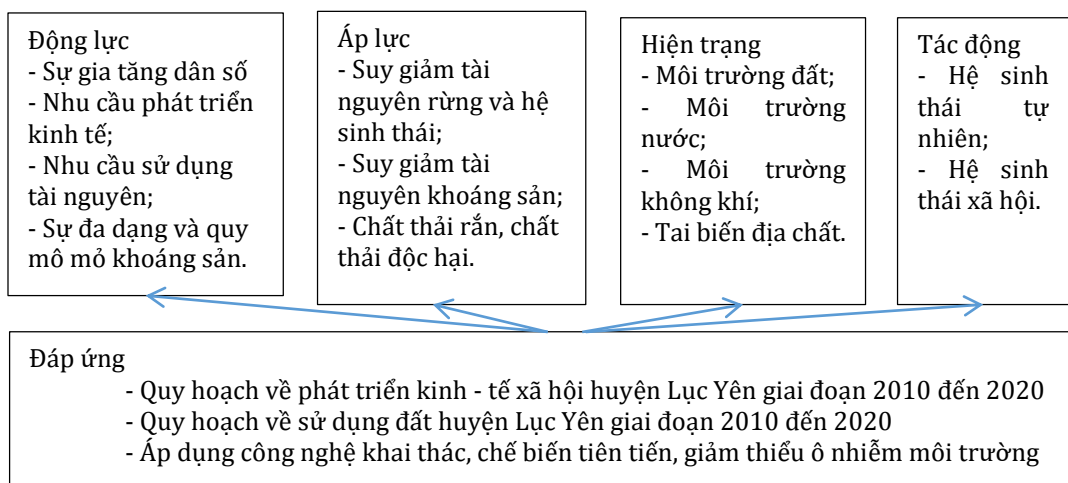 Động lực
- Sự gia tăng dân số
- Nhu cầu phát triển
kinh tế;
- Nhu cầu sử dụng
tài nguyên;
- Sự đa dạng và quy
mô mỏ khoáng sản.
Áp lực
- Suy giảm tài
nguyên rừng và hệ
sinh thái;
- Suy giảm tài
nguyên khoáng sản;
- Chất thải rắn, chất
thải độc hại.
Hiện trạng
- Môi trường đất;
- Môi trường
nước;
- Môi trường
không khí;
- Tai biến địa chất.
Tác động
- Hệ sinh
thái tự
nhiên;
- Hệ sinh
thái xã hội.
Đáp ứng
- Quy hoạch về phát triển kinh - tế xã hội huyện Lục Yên giai đoạn 2010 đến 2020
- Quy hoạch về sử dụng đất huyện Lục Yên giai đoạn 2010 đến 2020
- Áp dụng công nghệ khai thác, chế biến tiên tiến, giảm thiểu ô nhiễm môi trường